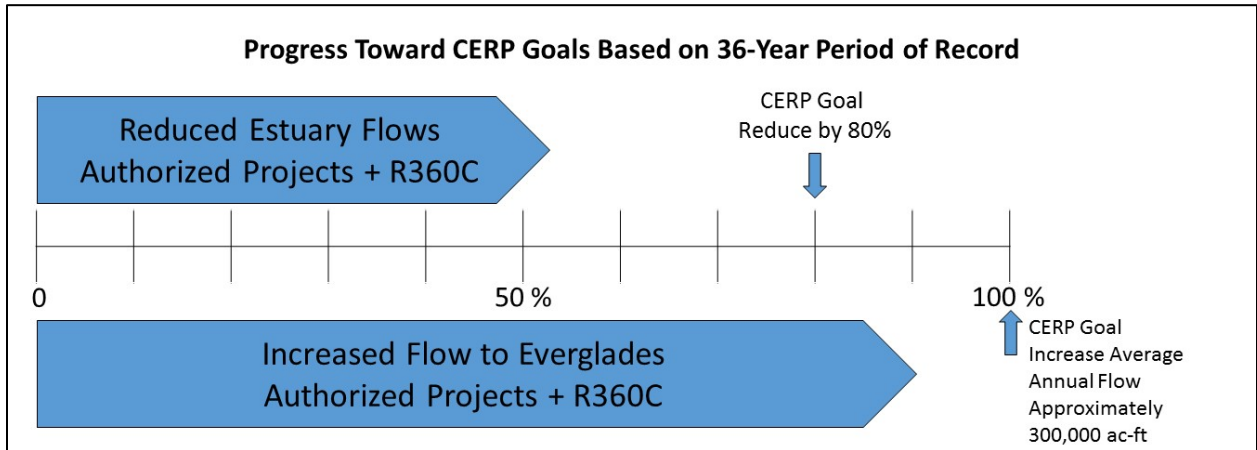 Progress Toward CERP Goals Based on 36-Year Period of Record
Reduced Estuary Flows
Authorized Projects + R360C
CERP Goal
Reduce by 80%
0
50 %
100 %
Increased Flow to Everglades
Authorized Projects + R360C
CERP Goal
Increase Average
Annual Flow
Approximately
300,000 ac-ft